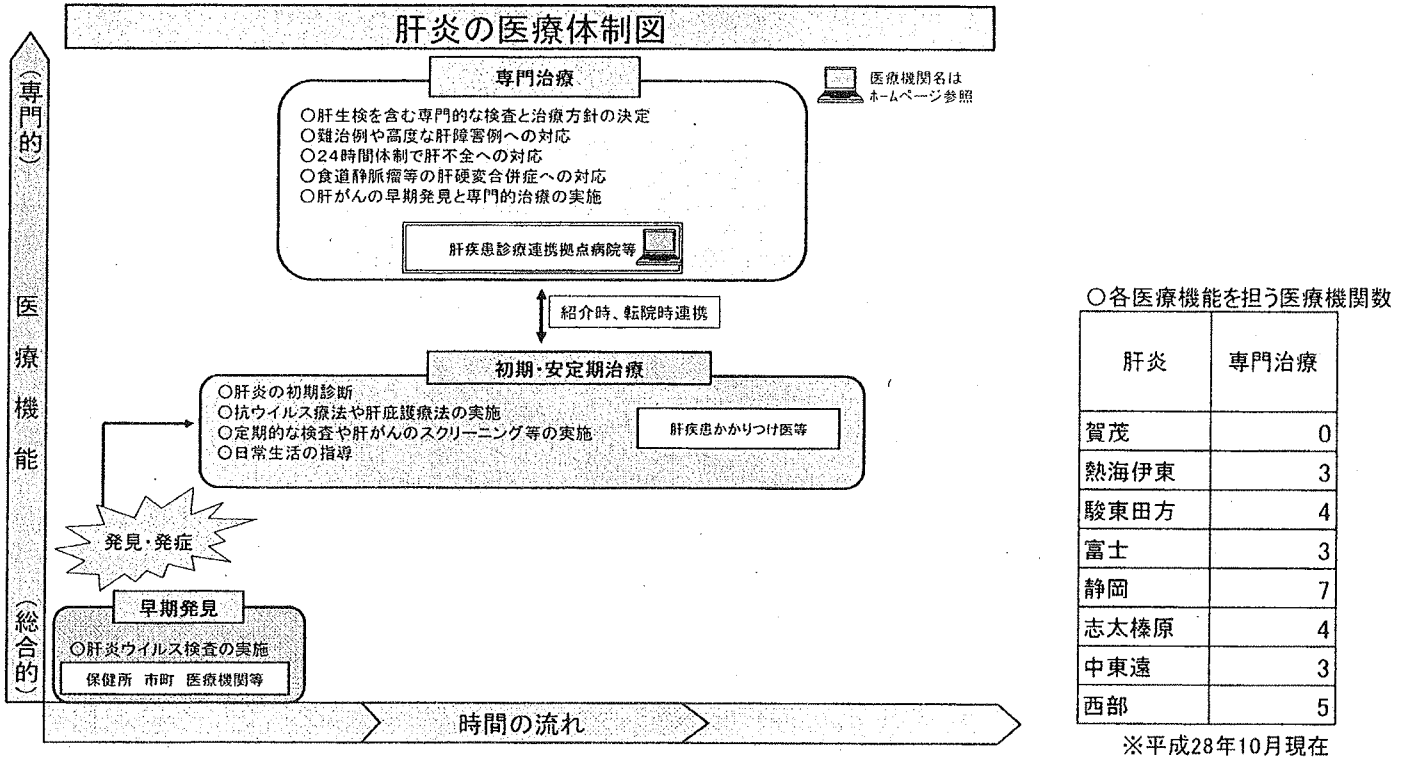 肝炎の医療体制図
(専門的)
医療機能
(総合的)
専門治療
○肝生検を含む専門的な検査と治療方針の決定
○難治例や高度な肝障害例への対応
○24時間体制で肝不全への対応
○食道静脈瘤等の肝硬変合併症への対応
○肝がんの早期発見と専門的治療の実施
肝疾患診療連携拠点病院等
医療機関名は
ホームページ参照
紹介時、転院時連携
初期・安定期治療
○肝炎の初期診断
○抗ウイルス療法や肝庇護療法の実施
○定期的な検査や肝がんのスクリーニング等の実施
○日常生活の指導
肝疾患かかりつけ医等
発見・発症
早期発見
○肝炎ウイルス検査の実施
保健所 市町 医療機関等
時間の流れ
○各医療機能を担う医療機関数
肝炎 専門治療
賀茂 0
熱海伊東 3
駿東田方 4
富士 3
静岡 7
志太榛原 4
中東遠 3
西部 5
※平成28年10月現在